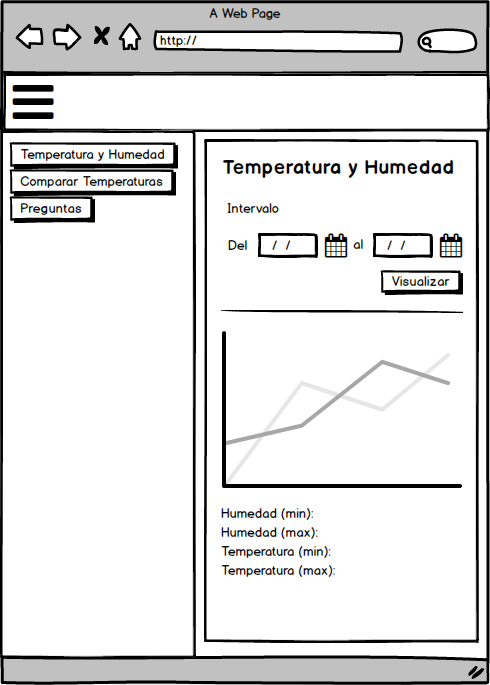 A Web Page
http://
Temperatura y Humedad
Comparar Temperaturas
Preguntas
Temperatura y Humedad
Intervalo
Del / / al / /
Visualizar
Humedad (min):
Humedad (max):
Temperatura (min):
Temperatura (max):